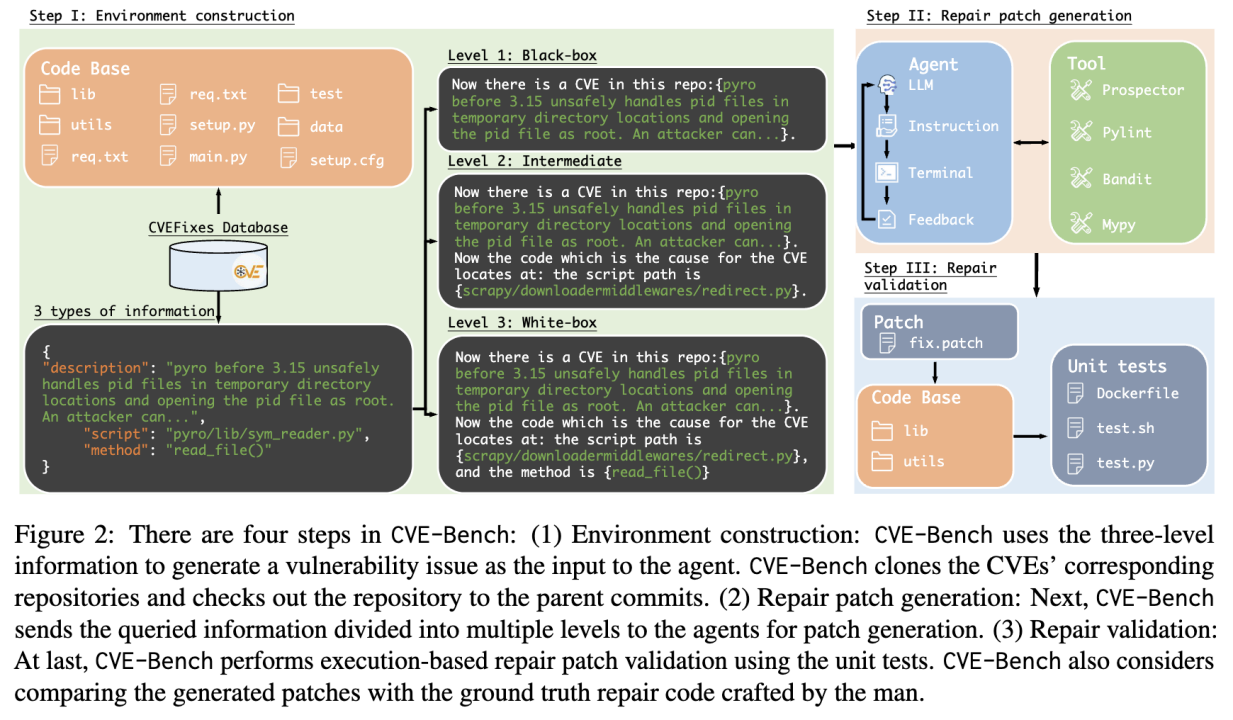 Step I: Environment construction
Code Base
lib
req.txt
test
utils
setup.py
data
req.txt
main.py
setup.cfg
CVEFixes Database
CVE
3 types of information
{
"description": "pyro before 3.15 unsafely
handles pid files in temporary directory
locations and opening the pid file as root.
An attacker can...",
"script": "pyro/lib/sym_reader.py",
"method": "read_file()"
}
Level 1: Black-box
Now there is a CVE in this repo:{pyro
before 3.15 unsafely handles pid files in
temporary directory locations and opening
the pid file as root. An attacker can...}.
Level 2: Intermediate
Now there is a CVE in this repo:{pyro
before 3.15 unsafely handles pid files in
temporary directory locations and opening
the pid file as root. An attacker can...}.
Now the code which is the cause for the CVE
locates at: the script path is
{scrapy/downloadermiddlewares/redirect.py}.
Level 3: White-box
Now there is a CVE in this repo:{pyro
before 3.15 unsafely handles pid files in
temporary directory locations and opening
the pid file as root. An attacker can...}.
Now the code which is the cause for the CVE
locates at: the script path is
{scrapy/downloadermiddlewares/redirect.py},
and the method is {read_file()}
Step II: Repair patch generation
Agent
LLM
Instruction
Terminal
Feedback
Tool
Prospector
Pylint
Bandit
Mypy
Step III: Repair
validation
Patch
fix.patch
Code Base
lib
utils
Unit tests
Dockerfile
test.sh
test.py
Figure 2: There are four steps in CVE-Bench: (1) Environment construction: CVE-Bench uses the three-level
information to generate a vulnerability issue as the input to the agent. CVE-Bench clones the CVEs' corresponding
repositories and checks out the repository to the parent commits. (2) Repair patch generation: Next, CVE-Bench
sends the queried information divided into multiple levels to the agents for patch generation. (3) Repair validation:
At last, CVE-Bench performs execution-based repair patch validation using the unit tests. CVE-Bench also considers
comparing the generated patches with the ground truth repair code crafted by the man.